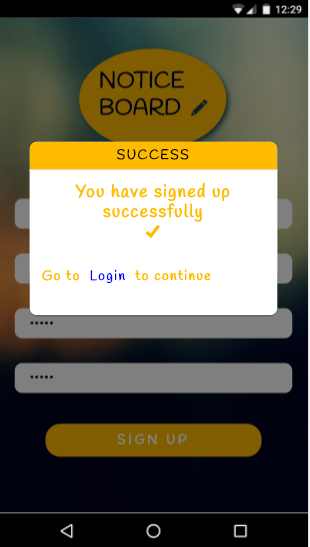 12:29
NOTICE
BOARD
SUCCESS
You have signed up
successfully
Go to Login to continue
•••••
•••••
SIGN UP